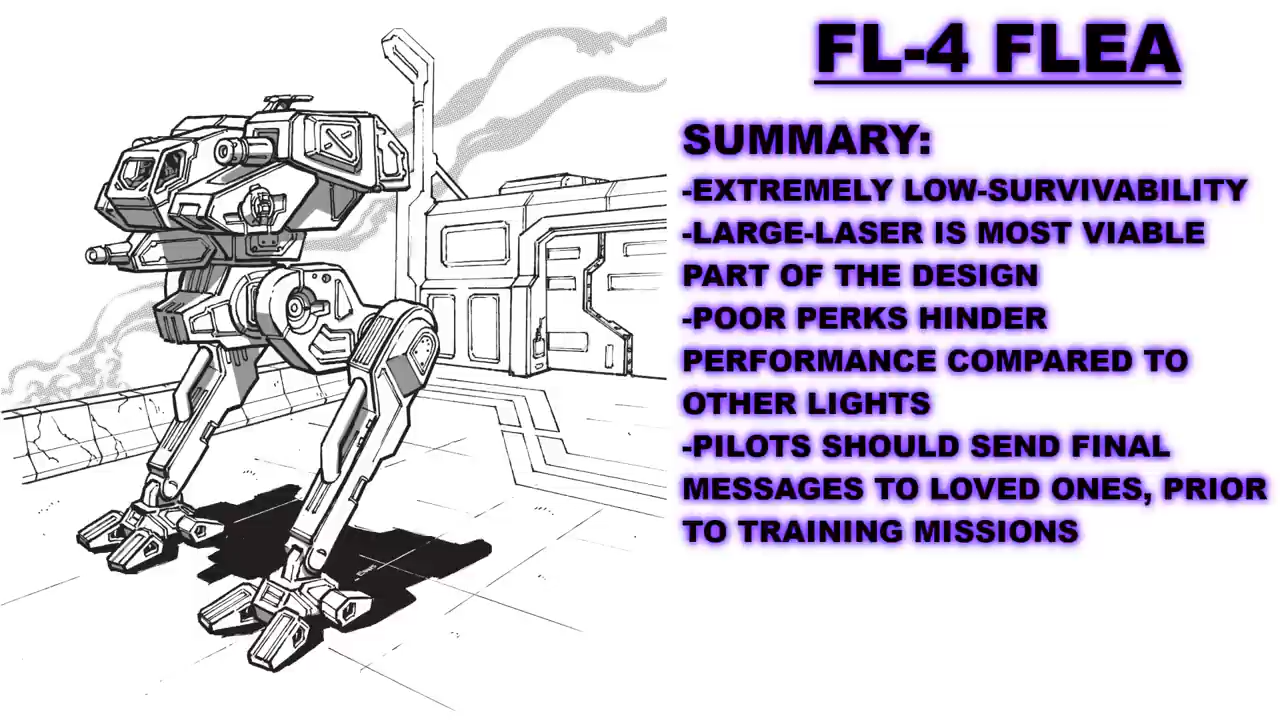 FL-4 FLEA
SUMMARY:
-EXTREMELY LOW-SURVIVABILITY
-LARGE-LASER IS MOST VIABLE
PART OF THE DESIGN
-POOR PERKS HINDER
PERFORMANCE COMPARED TO
OTHER LIGHTS
-PILOTS SHOULD SEND FINAL
MESSAGES TO LOVED ONES, PRIOR
TO TRAINING MISSIONS